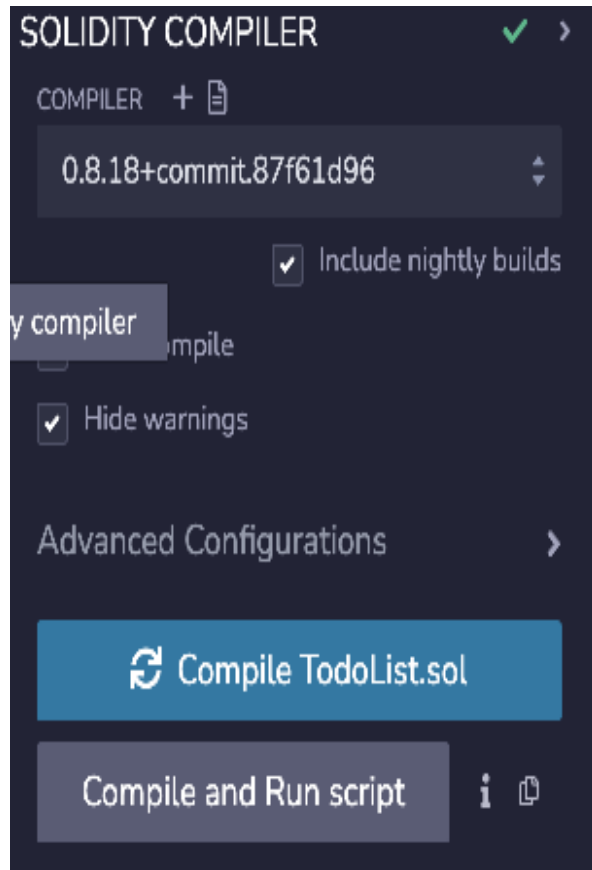 SOLIDITY COMPILER
COMPILER
0.8.18+commit.87f61d96
Include nightly builds
y compiler
mpile
Hide warnings
Advanced Configurations
Compile TodoList.sol
Compile and Run script